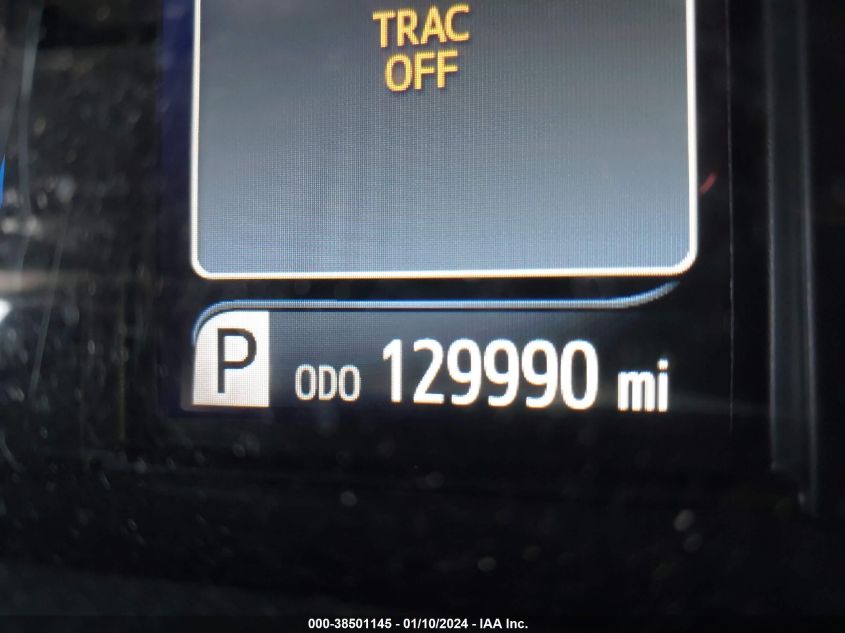 TRAC
OFF
P ODO 129990 mi
000-38501145 - 01/10/2024 - IAA Inc.